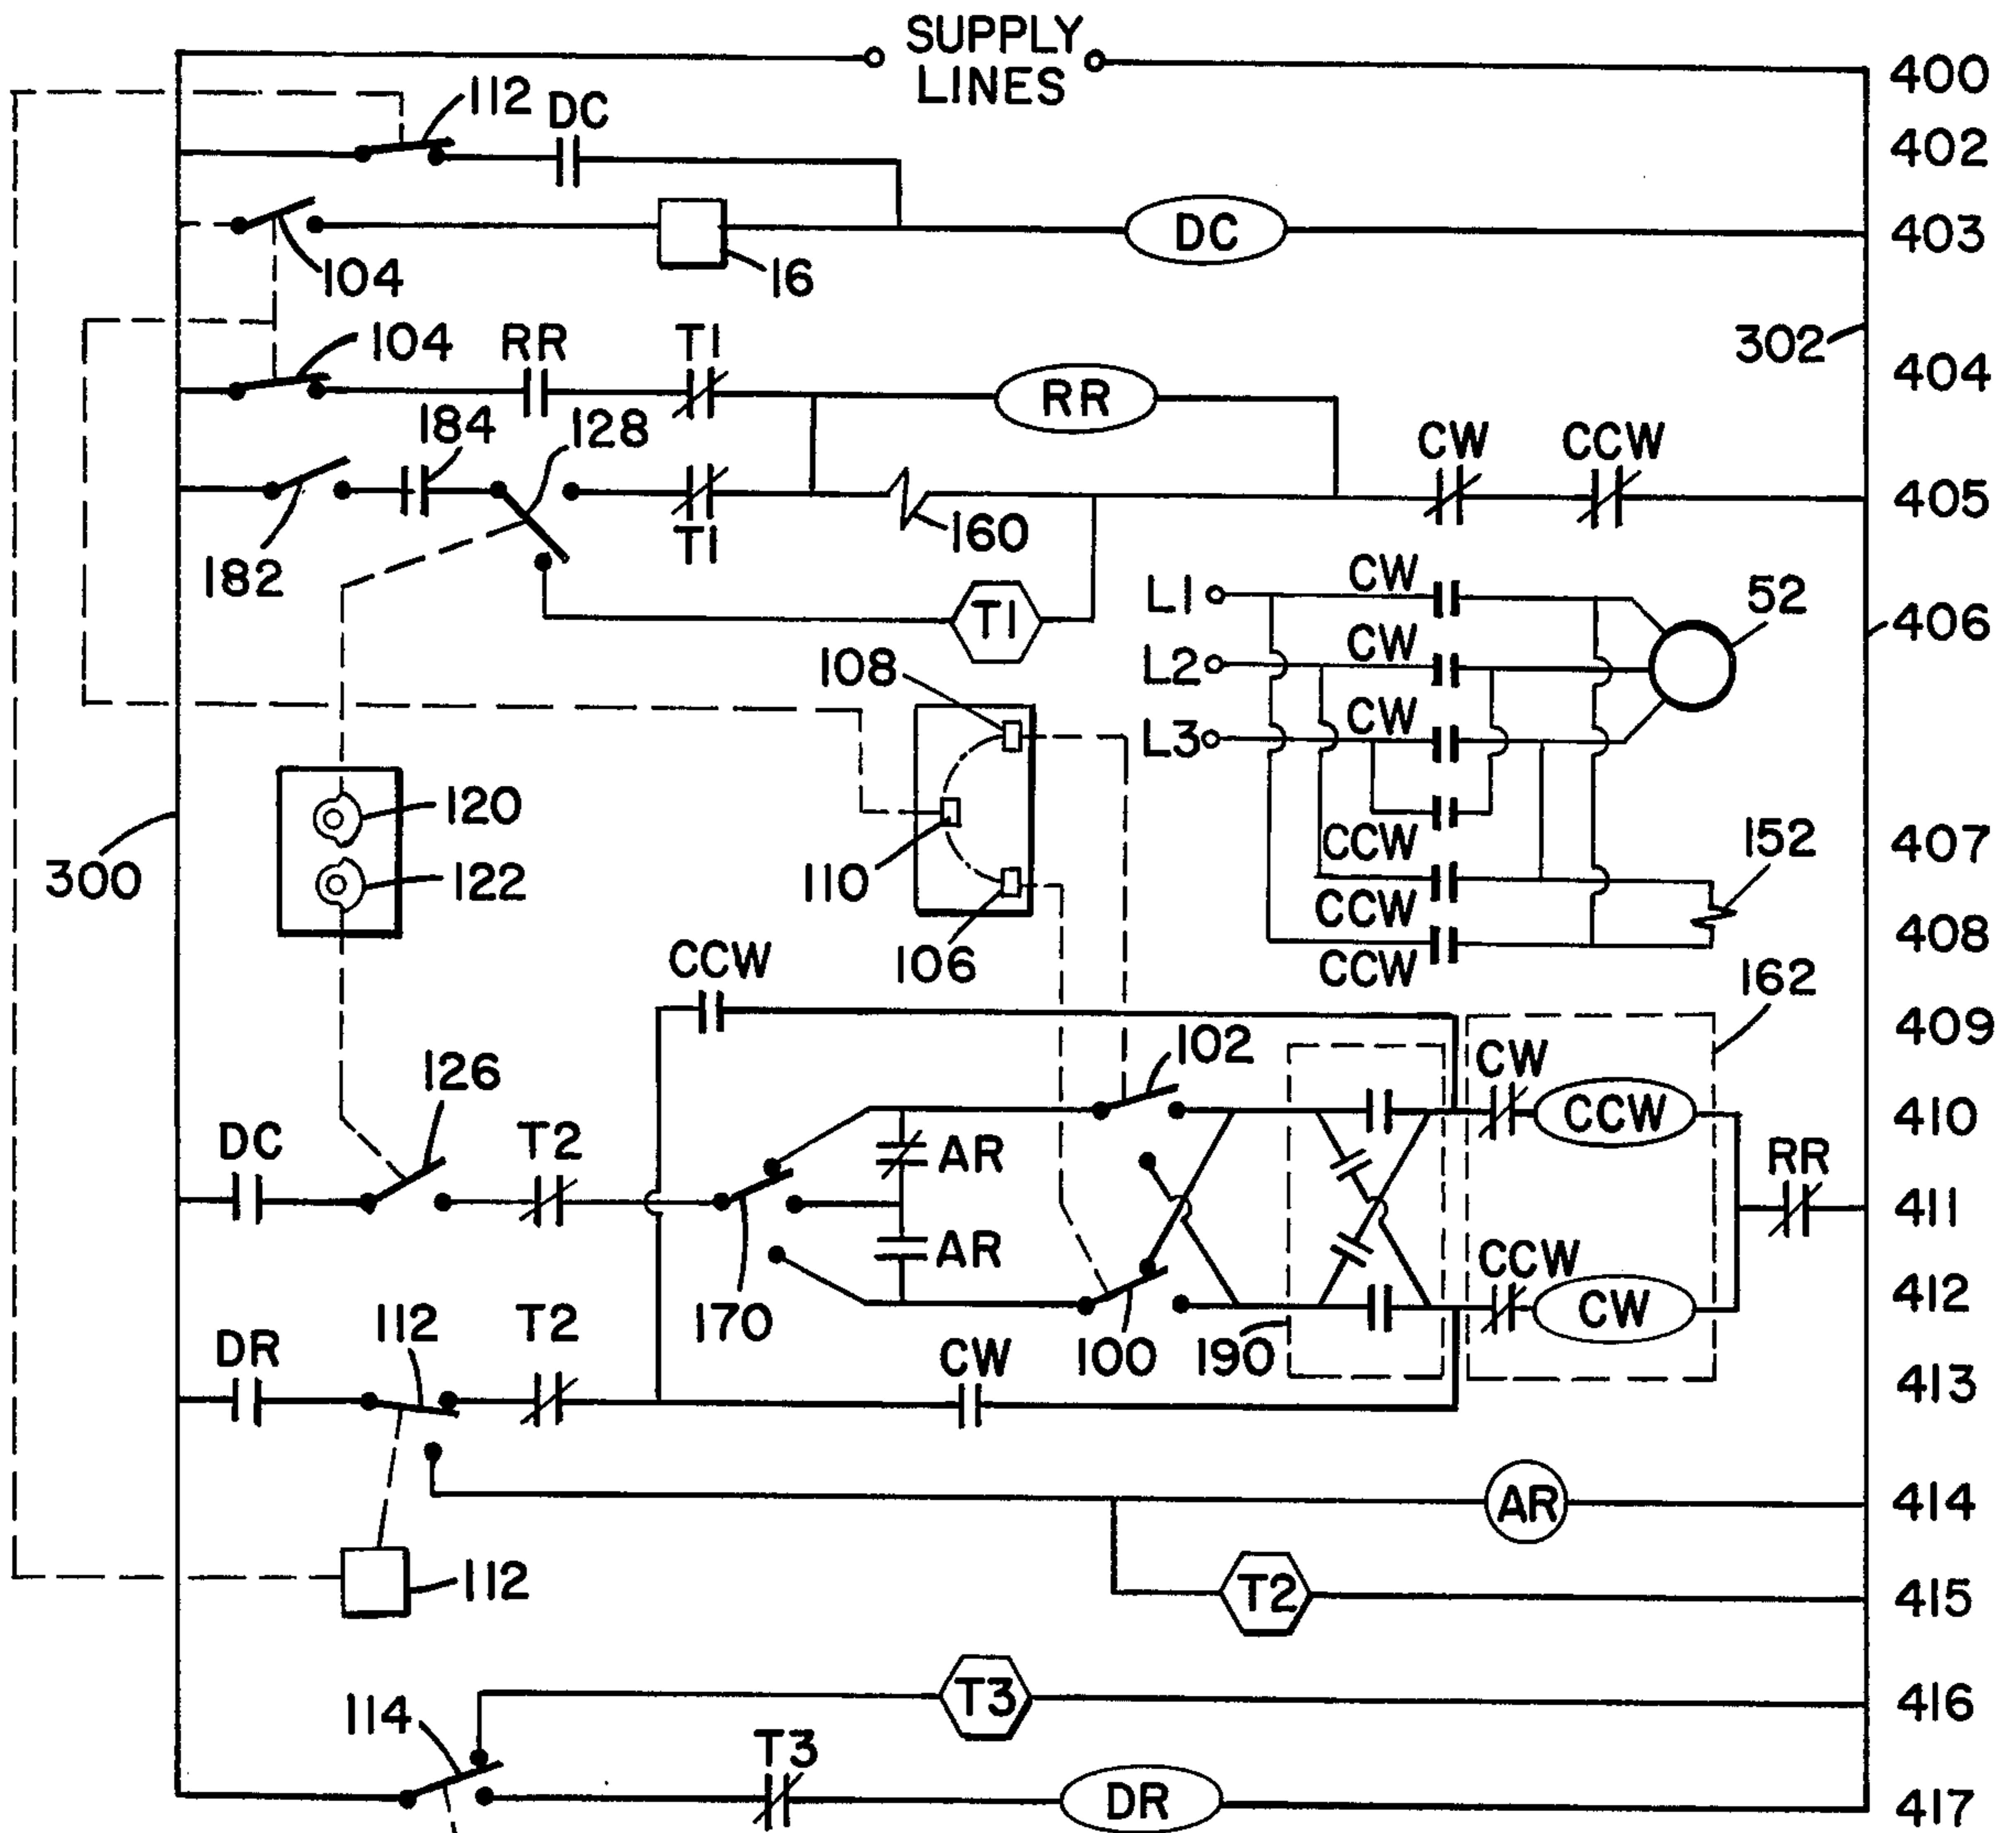 SUPPLY
LINES
400
112
DC
402
DC
403
104
16
302
104
RR
T1
RR
404
184
128
CW
CCW
405
182
T1
160
T1
L1
CW
52
406
108
L2
CW
L3
CW
120
110
CCW
407
152
300
122
106
CCW
408
CCW
CCW
162
409
102
CW
126
CCW
410
DC
T2
AR
RR
411
AR
CCW
412
CW
170
112
T2
100
190
DR
CW
413
AR
414
112
T2
415
T3
416
114
T3
DR
417